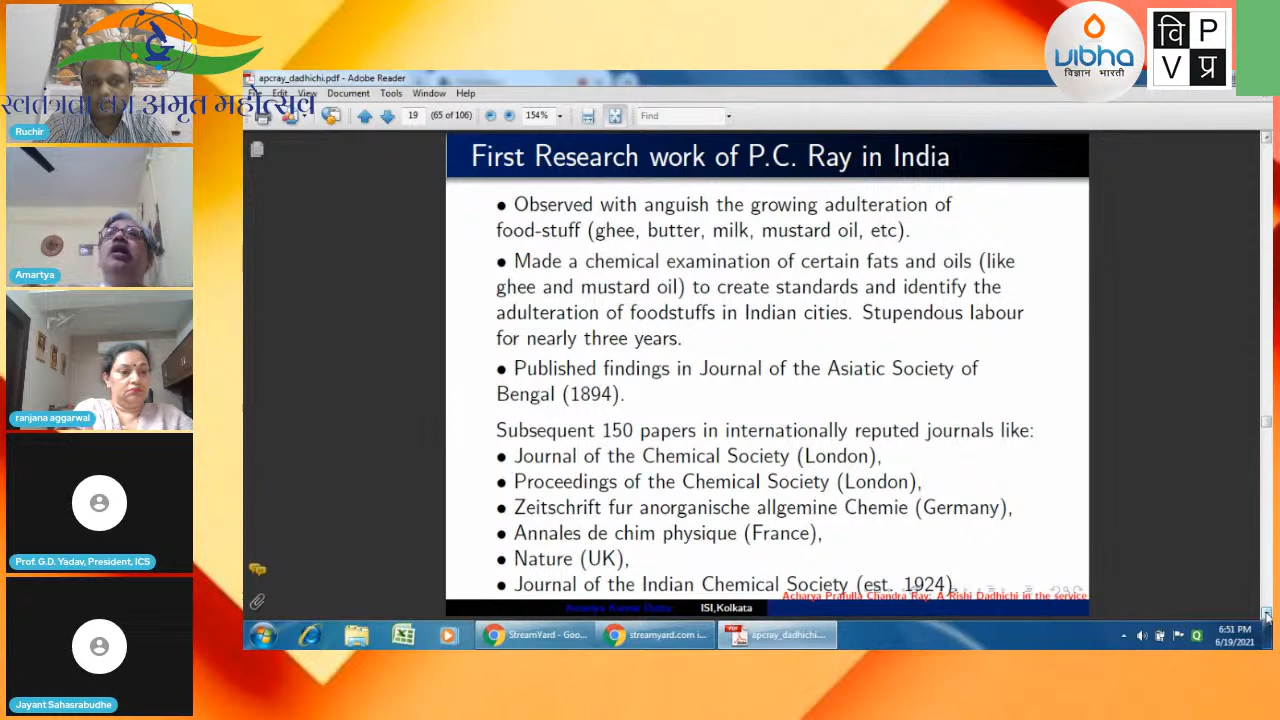 स्वतंत्रता का अमृत महोत्सव
Ruchir
Amartya
ranjana aggarwal
Prof. G.D. Yadav, President, ICS
Jayant Sahasrabudhe
vıbha
विज्ञान भारती
वि P
V प्र
apcray_dadhichi.pdf - Adobe Reader
Edit View Document Tools Window Help
19 (65 of 106) 154% Find
First Research work of P.C. Ray in India
• Observed with anguish the growing adulteration of
food-stuff (ghee, butter, milk, mustard oil, etc).
• Made a chemical examination of certain fats and oils (like
ghee and mustard oil) to create standards and identify the
adulteration of foodstuffs in Indian cities. Stupendous labour
for nearly three years.
• Published findings in Journal of the Asiatic Society of
Bengal (1894).
Subsequent 150 papers in internationally reputed journals like:
• Journal of the Chemical Society (London),
• Proceedings of the Chemical Society (London),
• Zeitschrift fur anorganische allgemine Chemie (Germany),
• Annales de chim physique (France),
• Nature (UK),
• Journal of the Indian Chemical Society (est. 1924)
Acharya Prafulla Chandra Ray: A Rishi Dadhichi in the service
ISI,Kolkata
StreamYard - Goo...
streamyard.com i...
apcray_dadhichi....
6:51 PM
6/19/2021